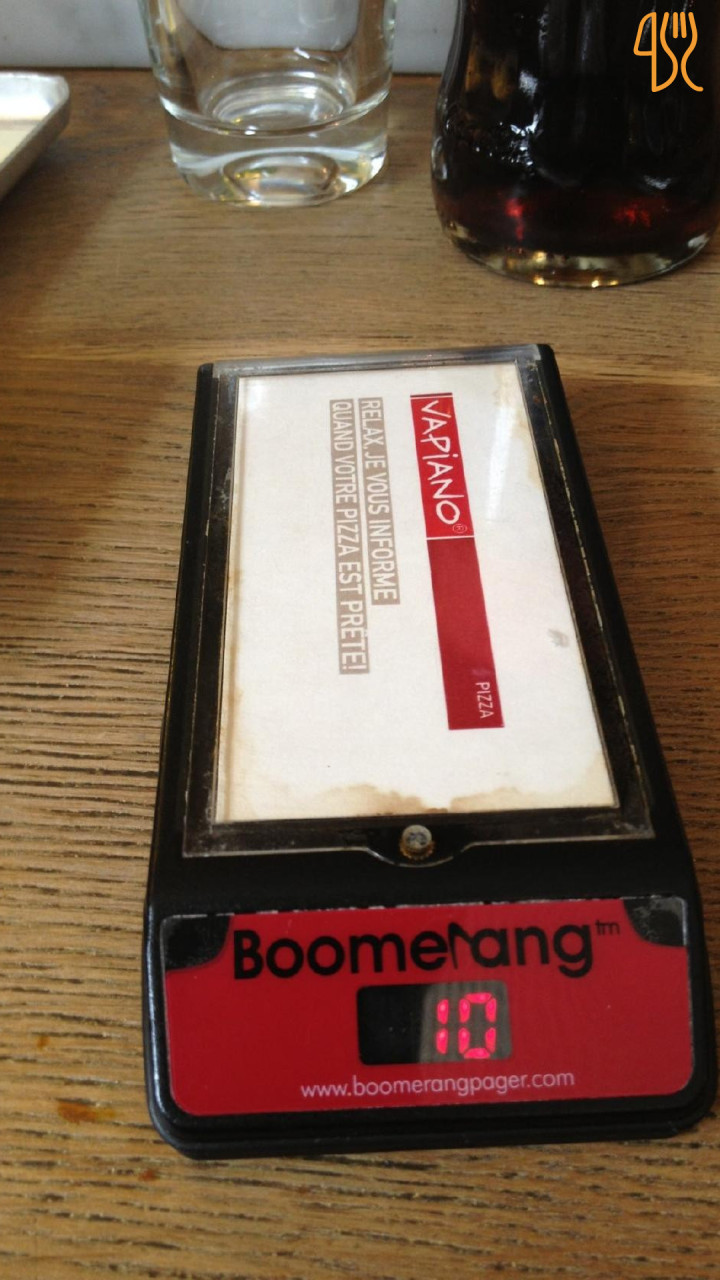 VAPIANO®
PIZZA
RELAX, JE VOUS INFORME
QUAND VOTRE PIZZA EST PRÊTE!
Boomerang™
10
www.boomerangpager.com